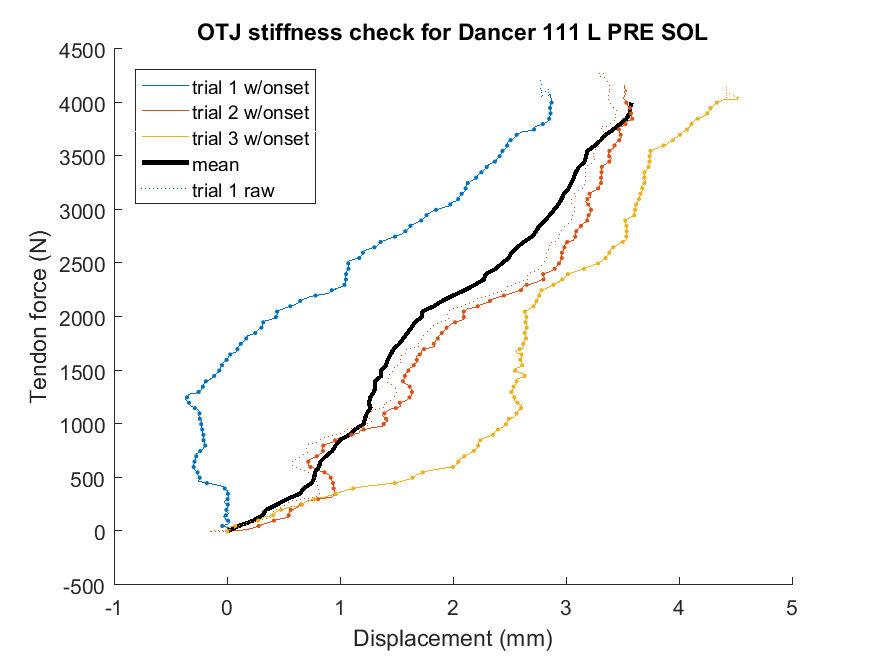 OTJ stiffness check for Dancer 111 L PRE SOL
4500
4000
3500
3000
2500
2000
1500
1000
500
0
-500
Tendon force (N)
trial 1 w/onset
trial 2 w/onset
trial 3 w/onset
mean
trial 1 raw
-1
0
1
2
3
4
5
Displacement (mm)